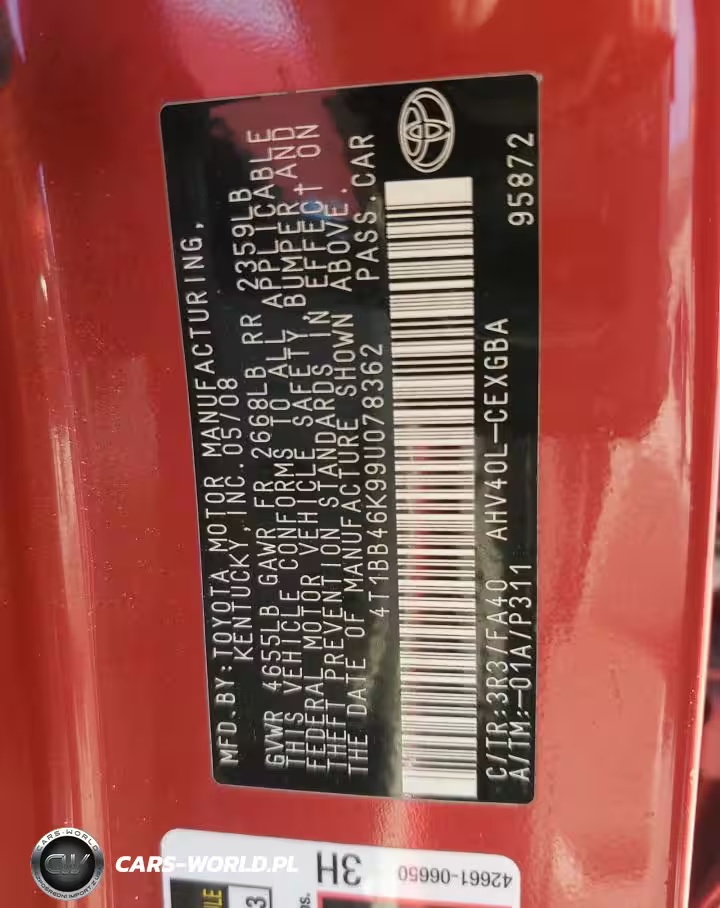 MFD.BY:TOYOTA MOTOR MANUFACTURING,
KENTUCKY,INC.05/08
GVWR 4655LB GAWR FR 2668LB RR 2359LB
THIS VEHICLE CONFORMS TO ALL APPLICABLE
FEDERAL MOTOR VEHICLE SAFETY,BUMPER,AND
THEFT PREVENTION STANDARDS IN EFFECT ON
THE DATE OF MANUFACTURE SHOWN ABOVE.
4T1BB46K99U078362 PASS.CAR
C/TR:3R3/FA40 AHV40L-CEXGBA
A/TM:-01A/P311 95872
3H
42661-06650
CARS-WORLD
CW
CARS-WORLD.PL